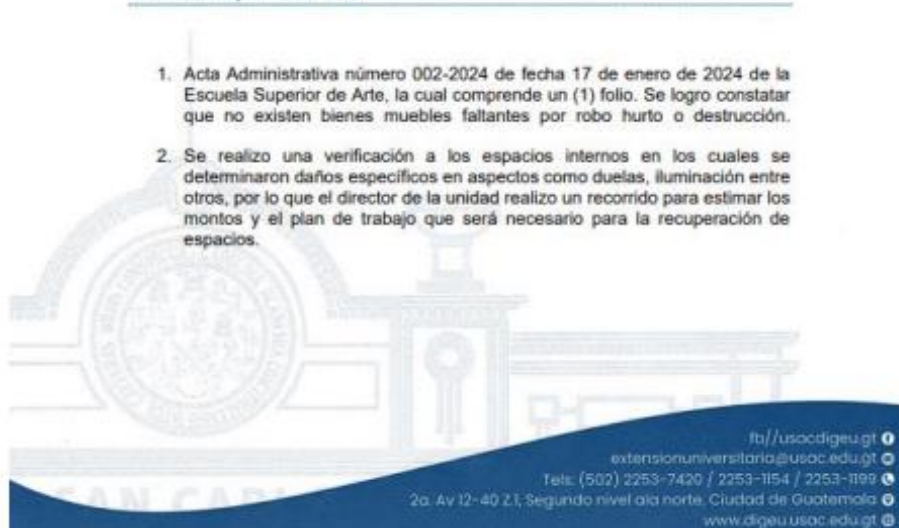 1. Acta Administrativa número 002-2024 de fecha 17 de enero de 2024 de la
Escuela Superior de Arte, la cual comprende un (1) folio. Se logro constatar
que no existen bienes muebles faltantes por robo hurto o destrucción.
2. Se realizo una verificación a los espacios internos en los cuales se
determinaron daños específicos en aspectos como duelas, iluminación entre
otros, por lo que el director de la unidad realizo un recorrido para estimar los
montos y el plan de trabajo que será necesario para la recuperación de
espacios.
SAN CAR
fb//usacdigeu.gt
extensionuniversitaria@usac.edu.gt
Tels: (502) 2253-7420 / 2253-1154 / 2253-1199
2a. Av 12-40 Z.1, Segundo nivel ala norte. Ciudad de Guatemala
www.digeu.usac.edu.gt